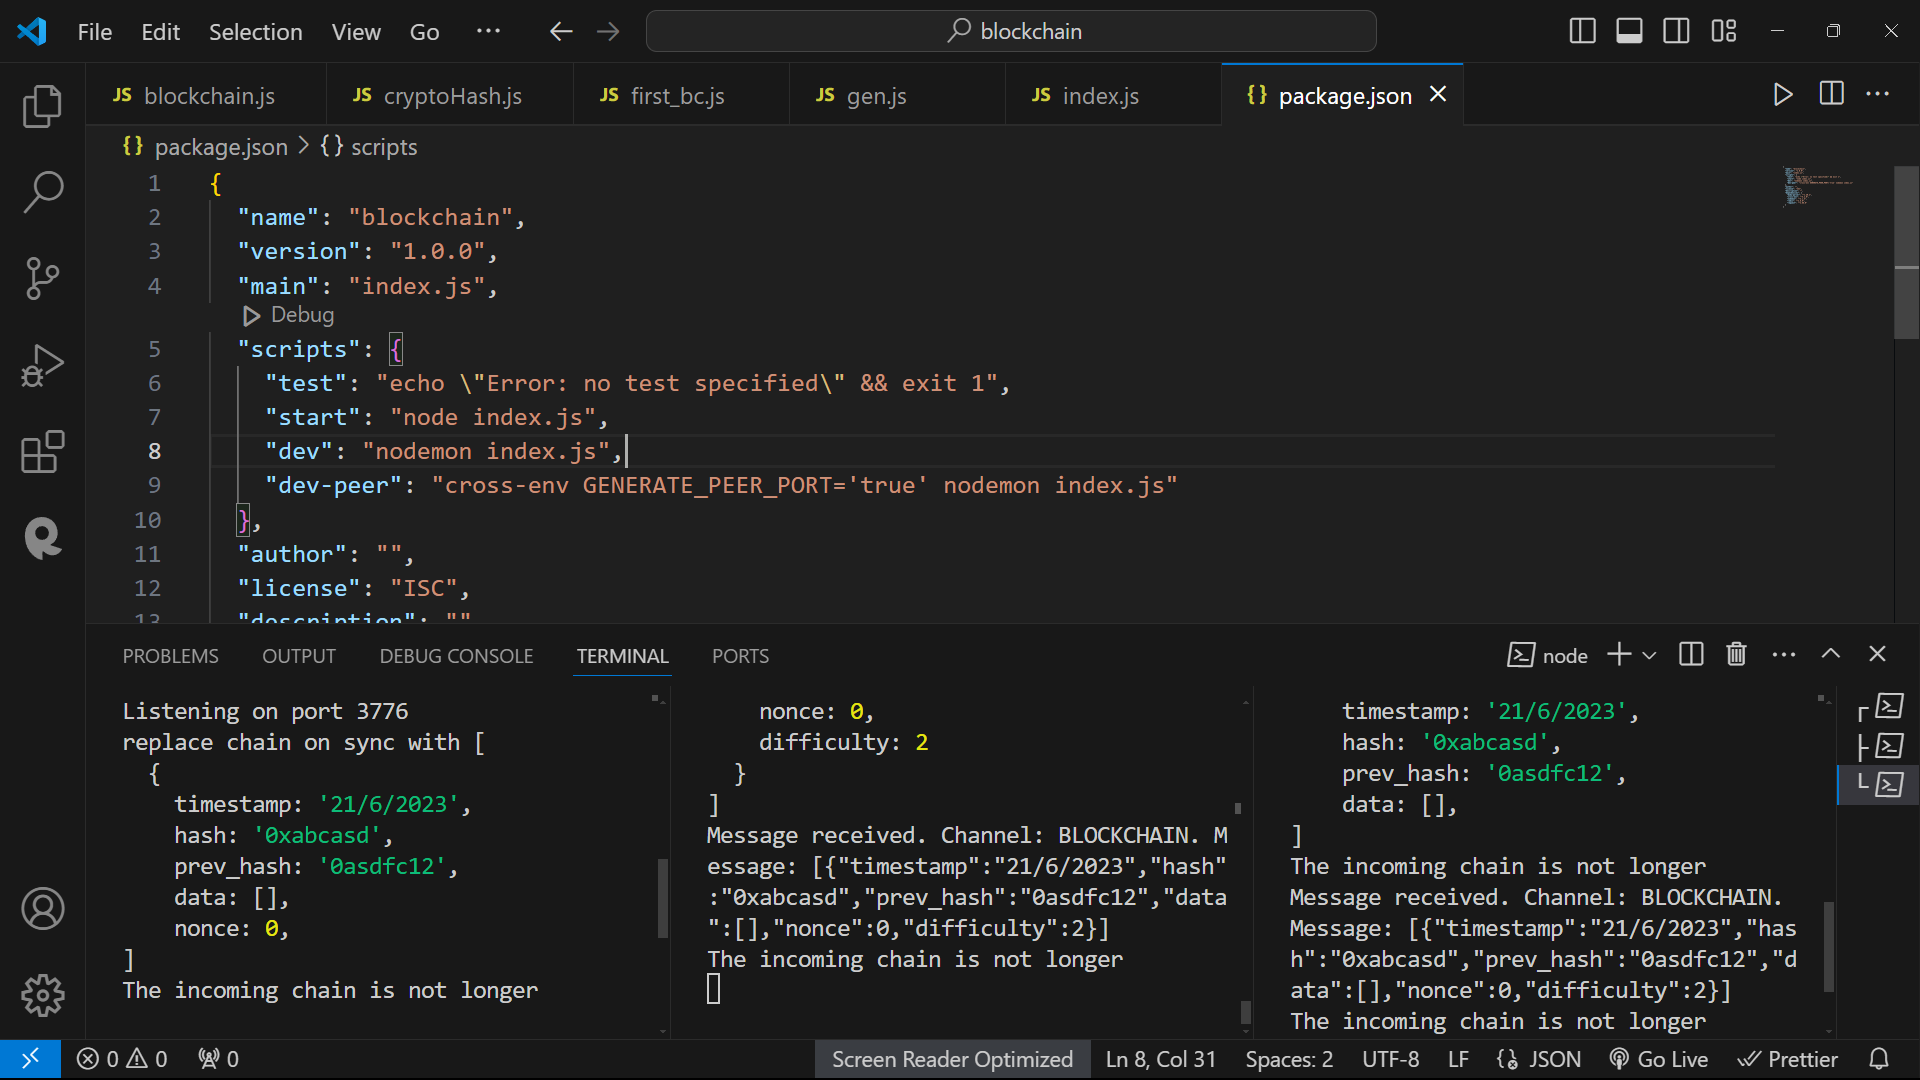 File Edit Selection View Go ··· blockchain
JS blockchain.js JS cryptoHash.js JS first_bc.js JS gen.js JS index.js {} package.json
{} package.json > {} scripts
1 {
2 "name": "blockchain",
3 "version": "1.0.0",
4 "main": "index.js",
Debug
5 "scripts": {
6 "test": "echo \"Error: no test specified\" && exit 1",
7 "start": "node index.js",
8 "dev": "nodemon index.js",
9 "dev-peer": "cross-env GENERATE_PEER_PORT='true' nodemon index.js"
10 },
11 "author": "",
12 "license": "ISC",
13 "description": ""
PROBLEMS OUTPUT DEBUG CONSOLE TERMINAL PORTS node
Listening on port 3776
replace chain on sync with [
{
timestamp: '21/6/2023',
hash: '0xabcasd',
prev_hash: '0asdfc12',
data: [],
nonce: 0,
]
The incoming chain is not longer
nonce: 0,
difficulty: 2
}
]
Message received. Channel: BLOCKCHAIN. M
essage: [{"timestamp":"21/6/2023","hash"
:"0xabcasd","prev_hash":"0asdfc12","data
":[],"nonce":0,"difficulty":2}]
The incoming chain is not longer
timestamp: '21/6/2023',
hash: '0xabcasd',
prev_hash: '0asdfc12',
data: [],
]
The incoming chain is not longer
Message received. Channel: BLOCKCHAIN.
Message: [{"timestamp":"21/6/2023","has
h":"0xabcasd","prev_hash":"0asdfc12","d
ata":[],"nonce":0,"difficulty":2}]
The incoming chain is not longer
0 0 0 Screen Reader Optimized Ln 8, Col 31 Spaces: 2 UTF-8 LF JSON Go Live Prettier